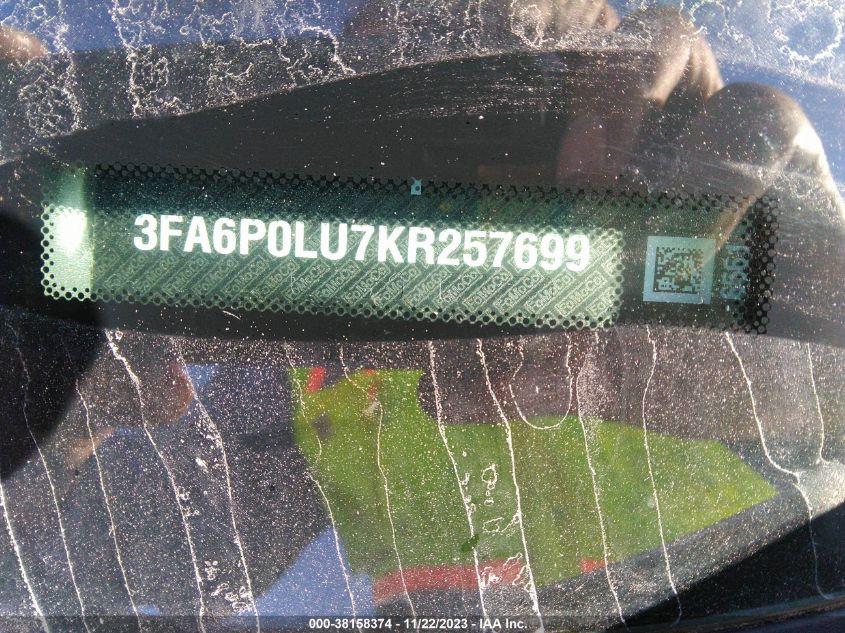 3FA6P0LU7KR257699
000-38158374 - 11/22/2023 - IAA Inc.